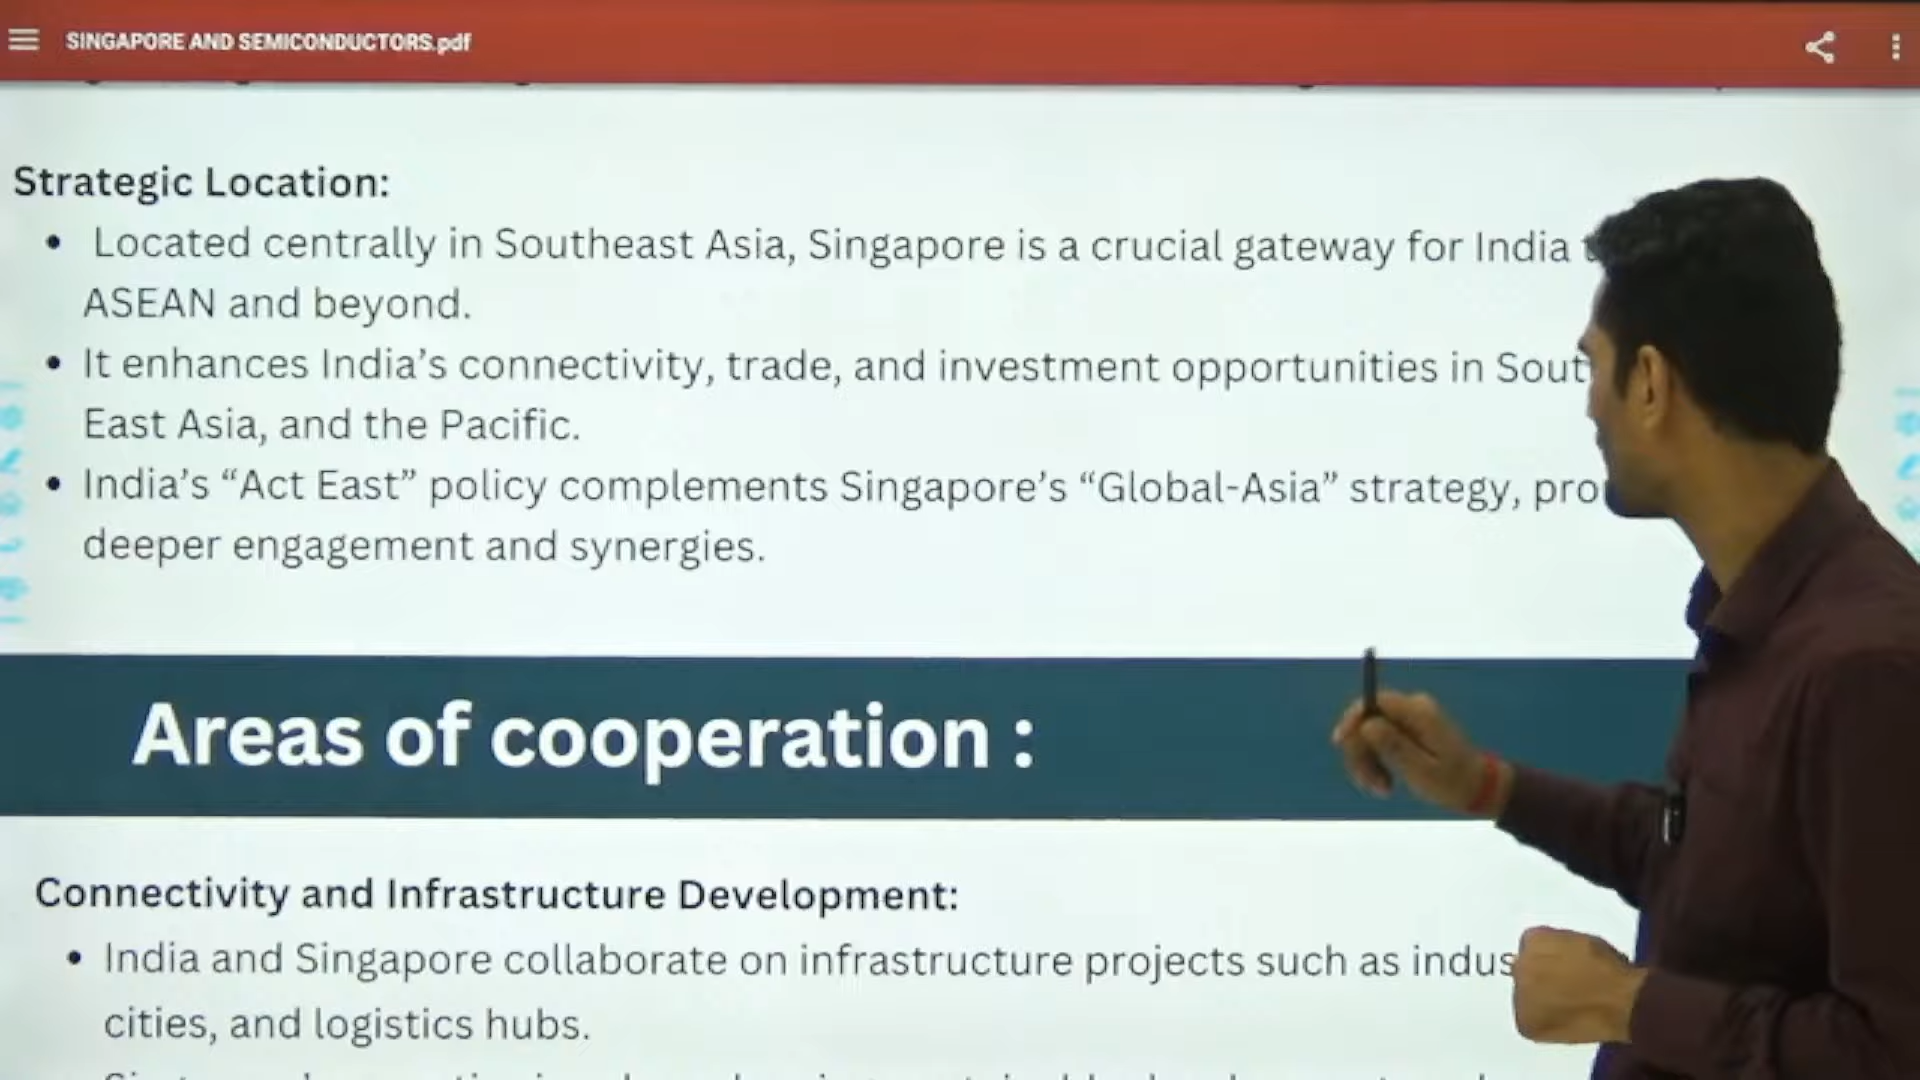 SINGAPORE AND SEMICONDUCTORS.pdf
Strategic Location:
• Located centrally in Southeast Asia, Singapore is a crucial gateway for India
ASEAN and beyond.
• It enhances India's connectivity, trade, and investment opportunities in
East Asia, and the Pacific.
• India's “Act East” policy complements Singapore's “Global-Asia” strategy,
deeper engagement and synergies.
Areas of cooperation :
Connectivity and Infrastructure Development:
• India and Singapore collaborate on infrastructure projects such as
cities, and logistics hubs.